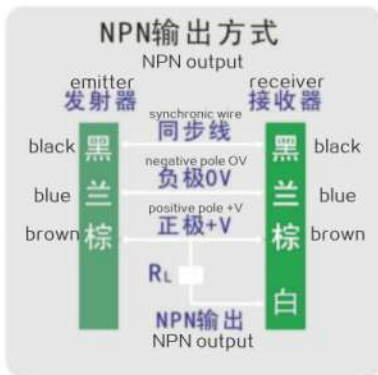 NPN输出方式
NPN output
emitter receiver
发射器 接收器
synchronic wire
black 黑 同步线 黑 black
negative pole OV
blue 兰 负极0V 兰 blue
positive pole +V
brown 棕 正极+V 棕 brown
RL
白
NPN输出
NPN output